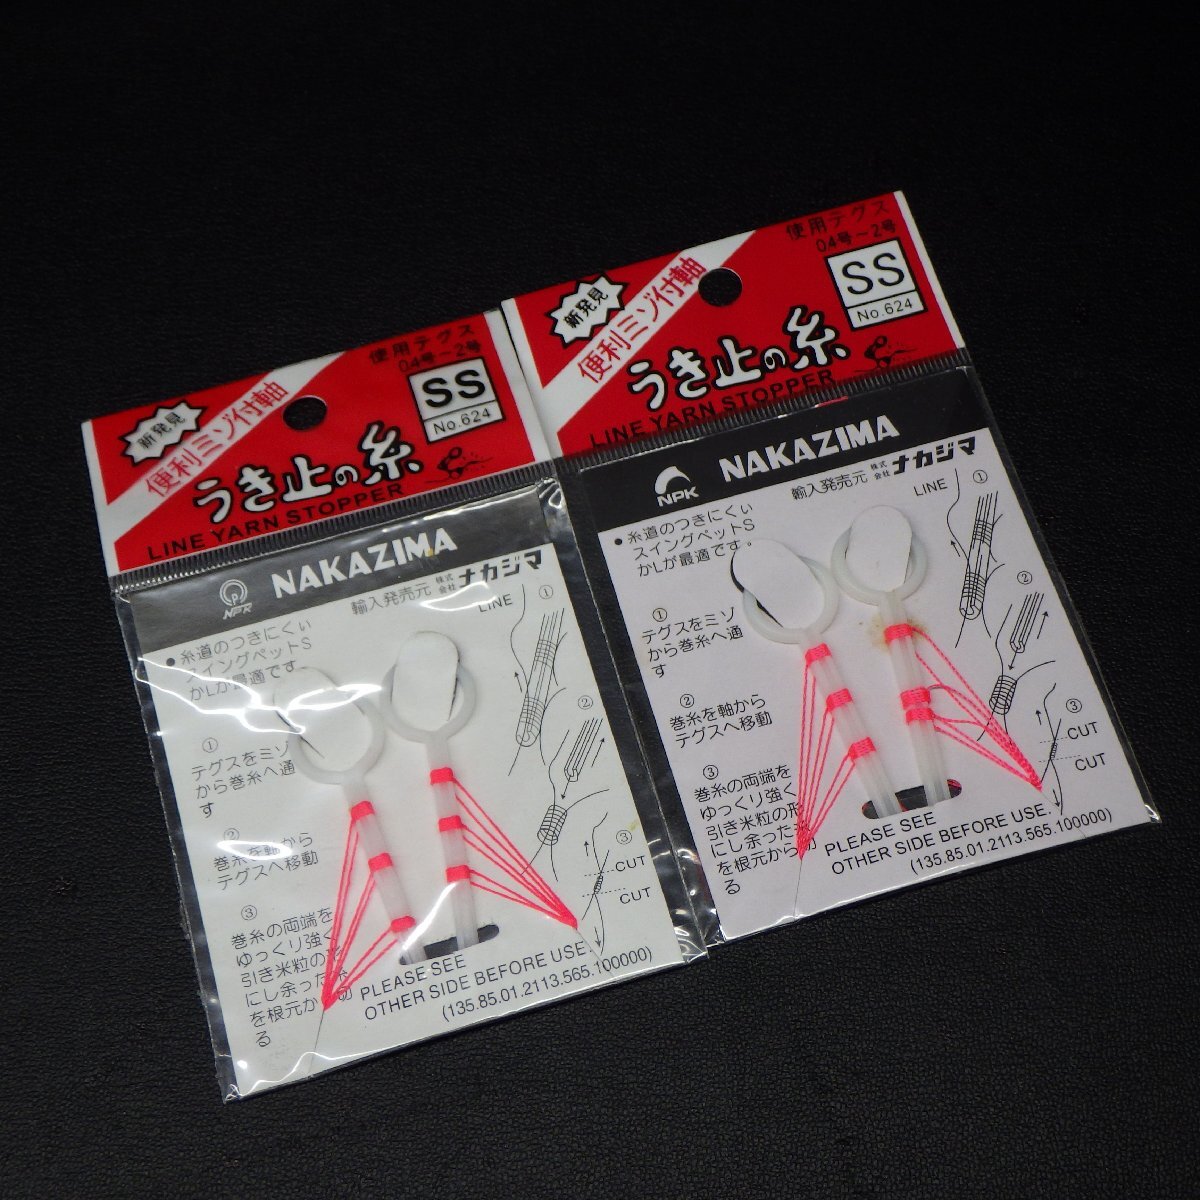 新発見
便利ミゾ付軸
使用テグス
04号~2号
SS
No.624
うき止の糸
LINE YARN STOPPER
NPK
NAKAZIMA
輸入発売元 株式会社 ナカジマ
●糸道のつきにくい
スイングペットS
かLが最適です。
①
テグスをミゾ
から巻糸へ通
す
②
巻糸を軸から
テグスへ移動
③
巻糸の両端を
ゆっくり強く
引き米粒の形
にし余った糸
を根元から切
る
LINE
①
②
③
CUT
CUT
PLEASE SEE
OTHER SIDE BEFORE USE.
(135.85.01.2113.565.100000)
新発見
便利ミゾ付軸
使用テグス
04号~2号
SS
No.624
うき止の糸
LINE YARN STOPPER
NPK
NAKAZIMA
輸入発売元 株式会社 ナカジマ
●糸道のつきにくい
スイングペットS
かLが最適です。
①
テグスをミゾ
から巻糸へ通
す
②
巻糸を軸から
テグスへ移動
③
巻糸の両端を
ゆっくり強く
引き米粒の形
にし余った糸
を根元から切
る
LINE
①
②
③
CUT
CUT
PLEASE SEE
OTHER SIDE BEFORE USE.
(135.85.01.2113.565.100000)